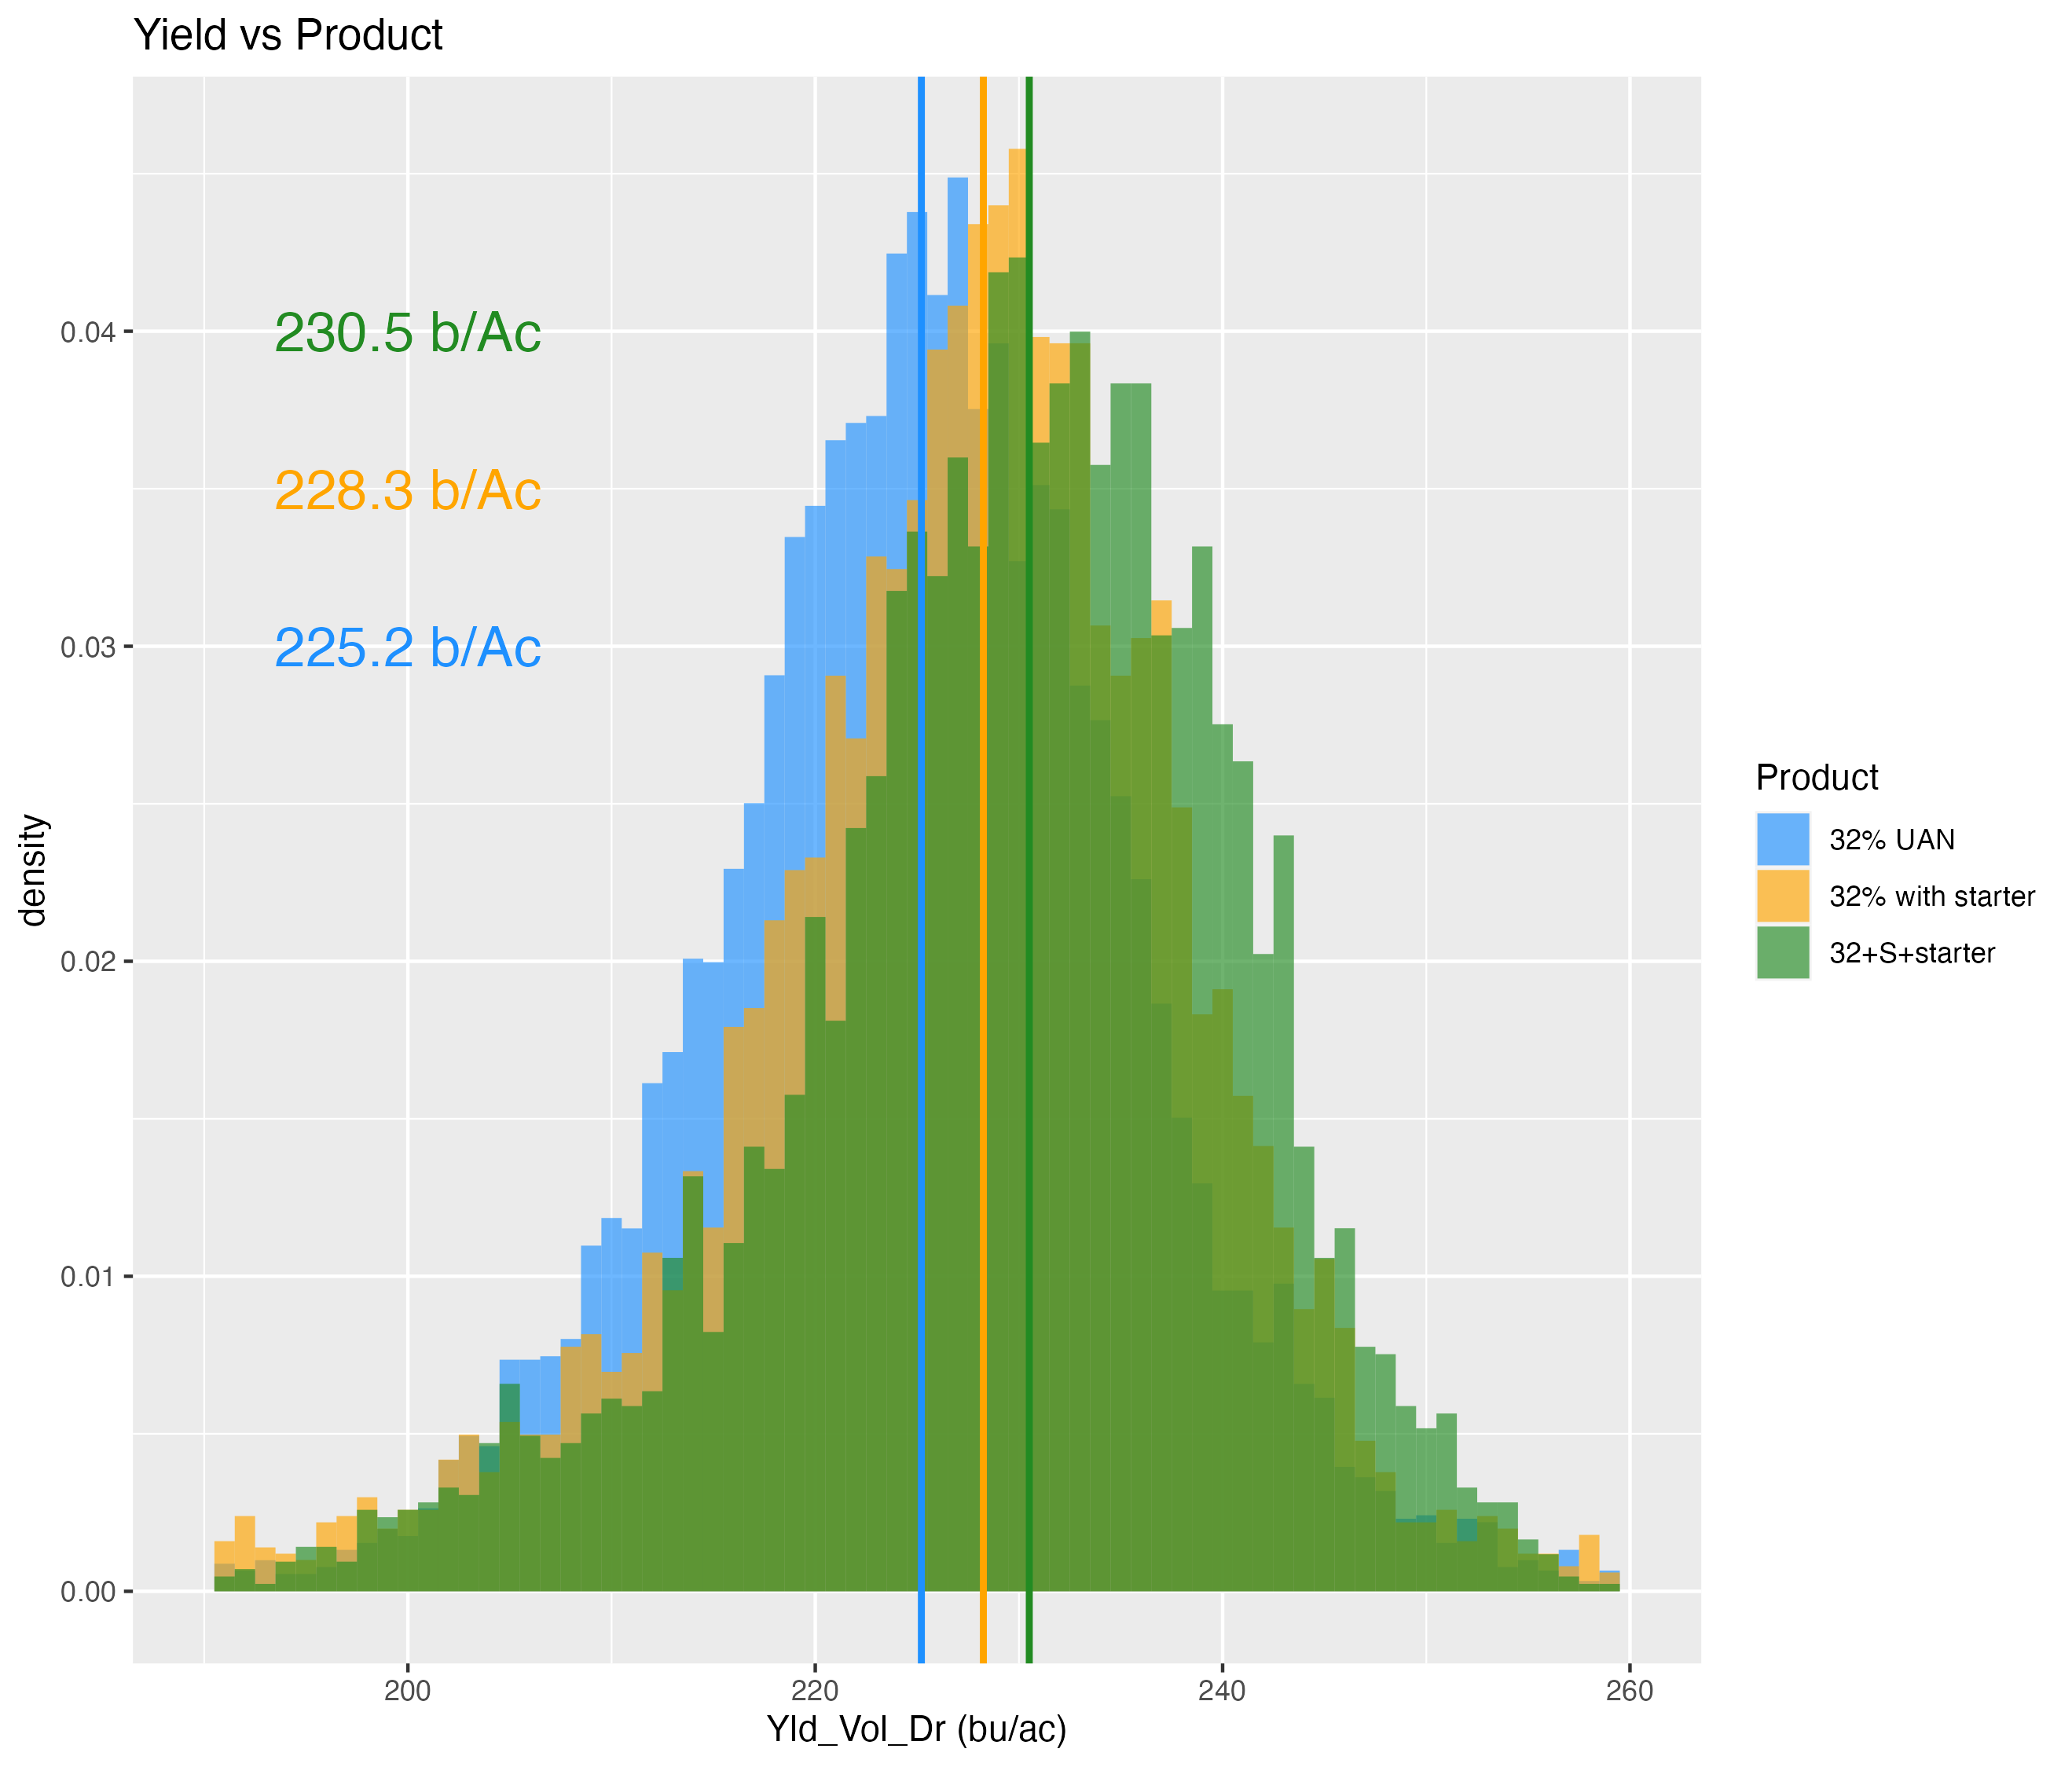 Yield vs Product
230.5 b/Ac
228.3 b/Ac
225.2 b/Ac
density
0.04
0.03
0.02
0.01
0.00
200
220
240
260
Yld_Vol_Dr (bu/ac)
Product
32% UAN
32% with starter
32+S+starter